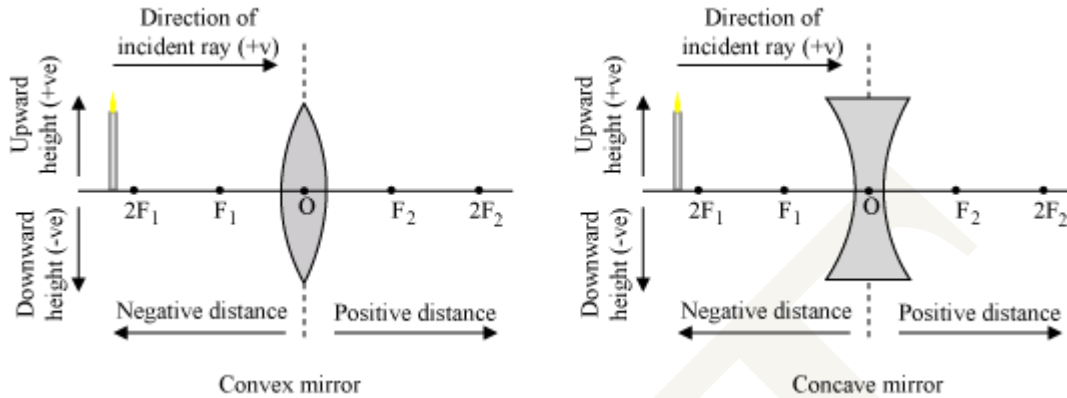 Direction of
incident ray (+v)
Upward
height (+ve)
Downward
height (-ve)
2F₁
F₁
O
F₂
2F₂
Negative distance
Positive distance
Convex mirror
Direction of
incident ray (+v)
Upward
height (+ve)
Downward
height (-ve)
2F₁
F₁
O
F₂
2F₂
Negative distance
Positive distance
Concave mirror